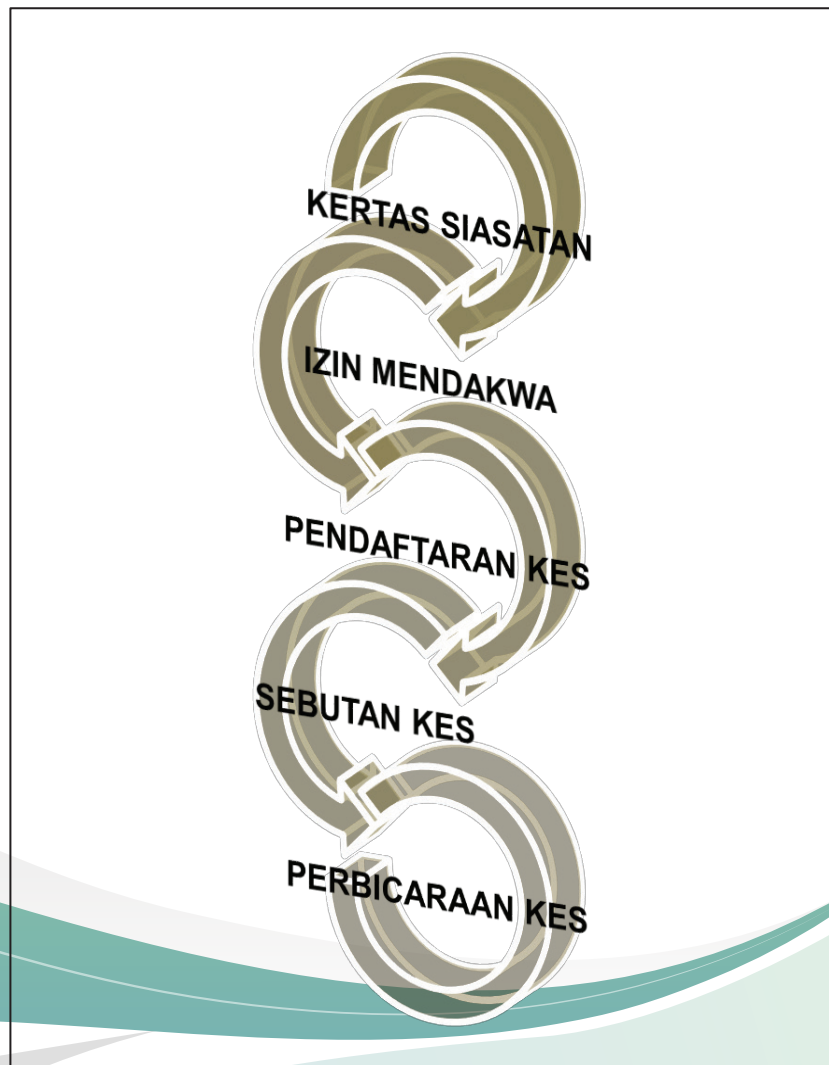 KERTAS SIASATAN
IZIN MENDAKWA
PENDAFTARAN KES
SEBUTAN KES
PERBICARAAN KES